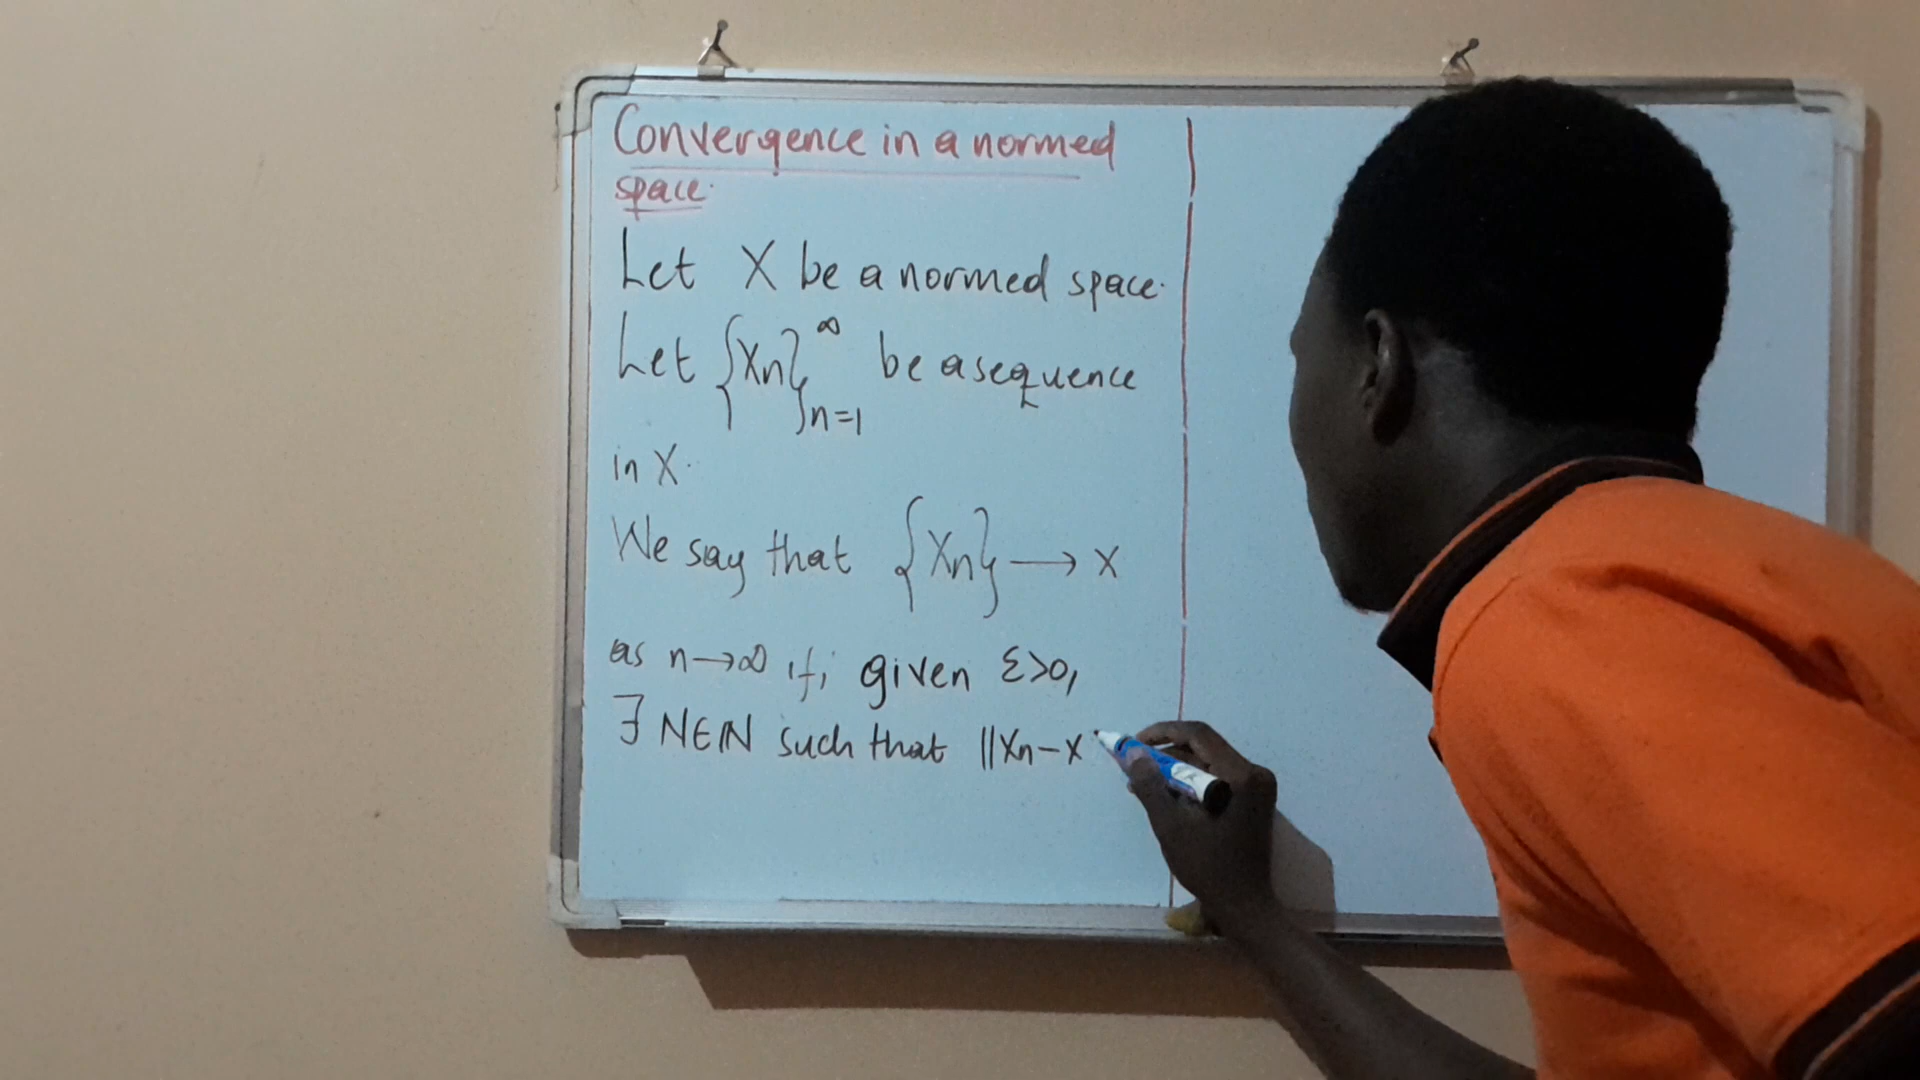 Convergence in a normed
space.
Let X be a normed space.
Let {Xn}∞n=1 be a sequence
in X.
We say that {Xn} → x
as n→∞ if, given ε>0,
∃ N∈ℕ such that ||Xn-x